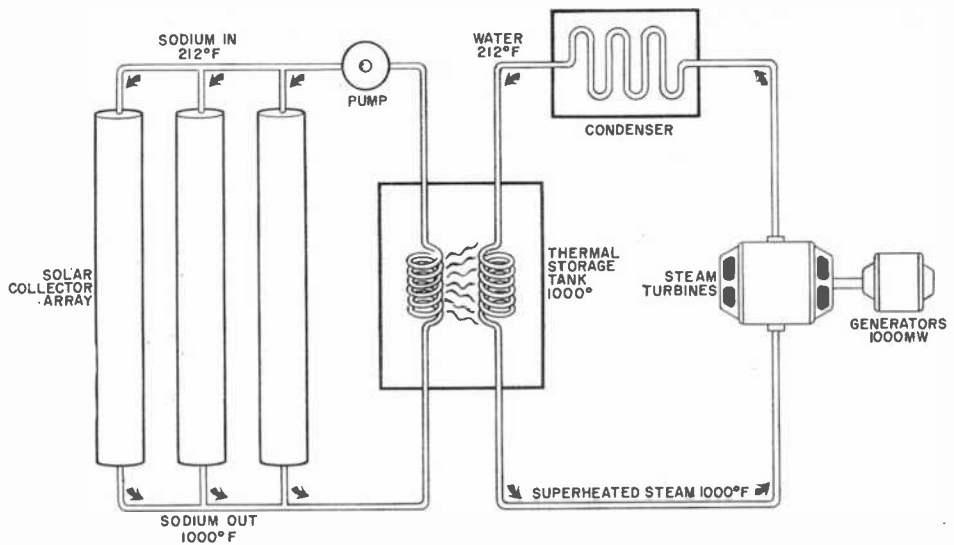 SODIUM IN
212°F
PUMP
WATER
212°F
CONDENSER
SOLAR
COLLECTOR
ARRAY
THERMAL
STORAGE
TANK
1000°
STEAM
TURBINES
GENERATORS
1000MW
SUPERHEATED STEAM 1000°F
SODIUM OUT
1000°F